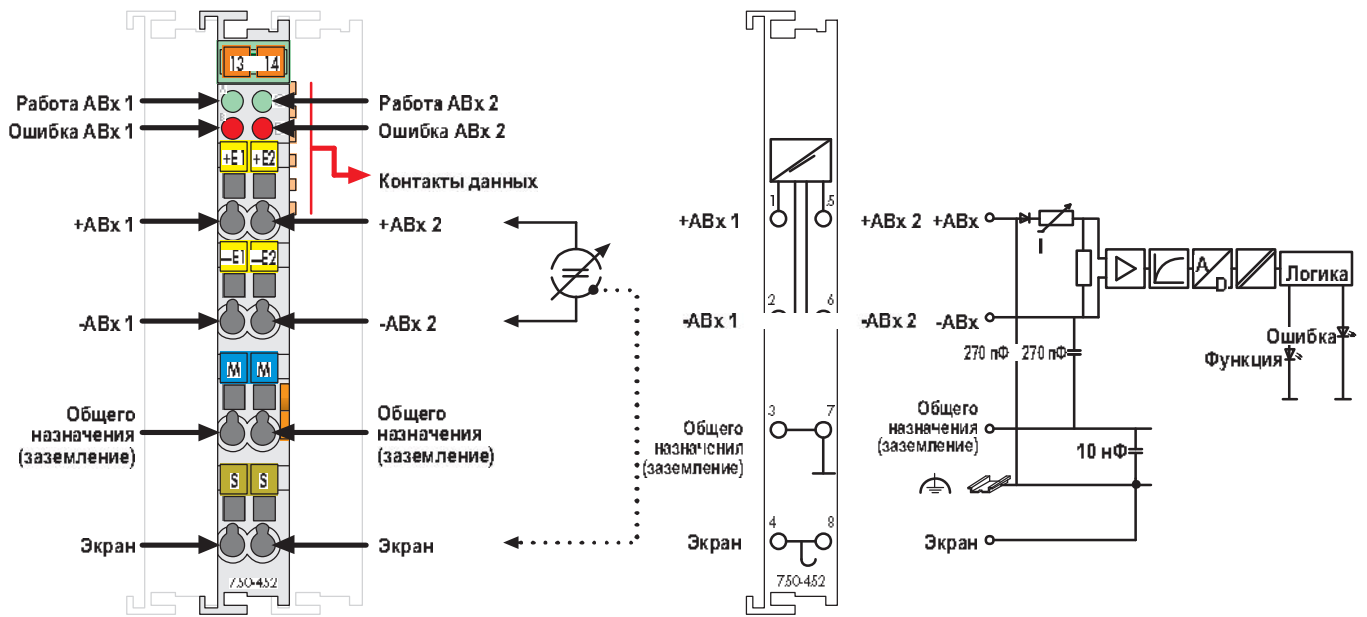 13 14
A C
Работа АВх 1
Работа АВх 2
Ошибка АВх 1
Ошибка АВх 2
+E1 +E2
Контакты данных
+АВх 1
+АВх 2
—E1 —E2
-АВх 1
-АВх 2
M M
Общего
назначения
(заземление)
Общего
назначения
(заземление)
S S
Экран
Экран
750-452
1 5
+АВх 1
+АВх 2
2 6
-АВх 1
-АВх 2
3 7
Общего
назначения
(заземление)
4 8
Экран
750-452
+АВх
I
A
D
Логика
-АВх
270 пФ 270 пФ
Ошибка
Функция
Общего
назначения
(заземление)
10 нФ
Экран